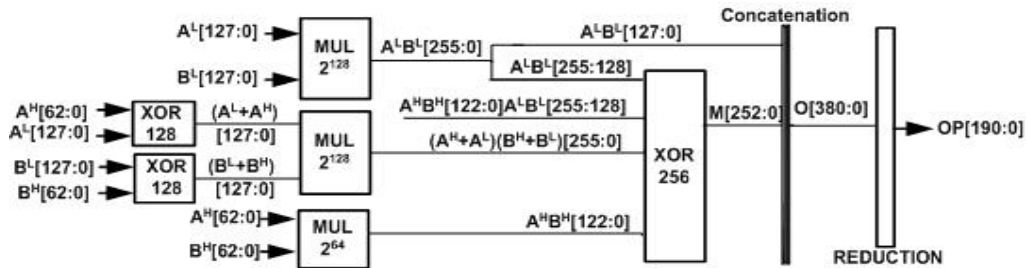 Concatenation
A^L[127:0]
MUL
2^128
A^LB^L[255:0]
A^LB^L[127:0]
B^L[127:0]
A^LB^L[255:128]
A^H[62:0]
A^L[127:0]
XOR
128
(A^L+A^H)
[127:0]
MUL
2^128
A^HB^H[122:0]A^LB^L[255:128]
(A^H+A^L)(B^H+B^L)[255:0]
XOR
256
M[252:0]
O[380:0]
OP[190:0]
B^L[127:0]
B^H[62:0]
XOR
128
(B^L+B^H)
[127:0]
A^H[62:0]
B^H[62:0]
MUL
2^64
A^HB^H[122:0]
REDUCTION